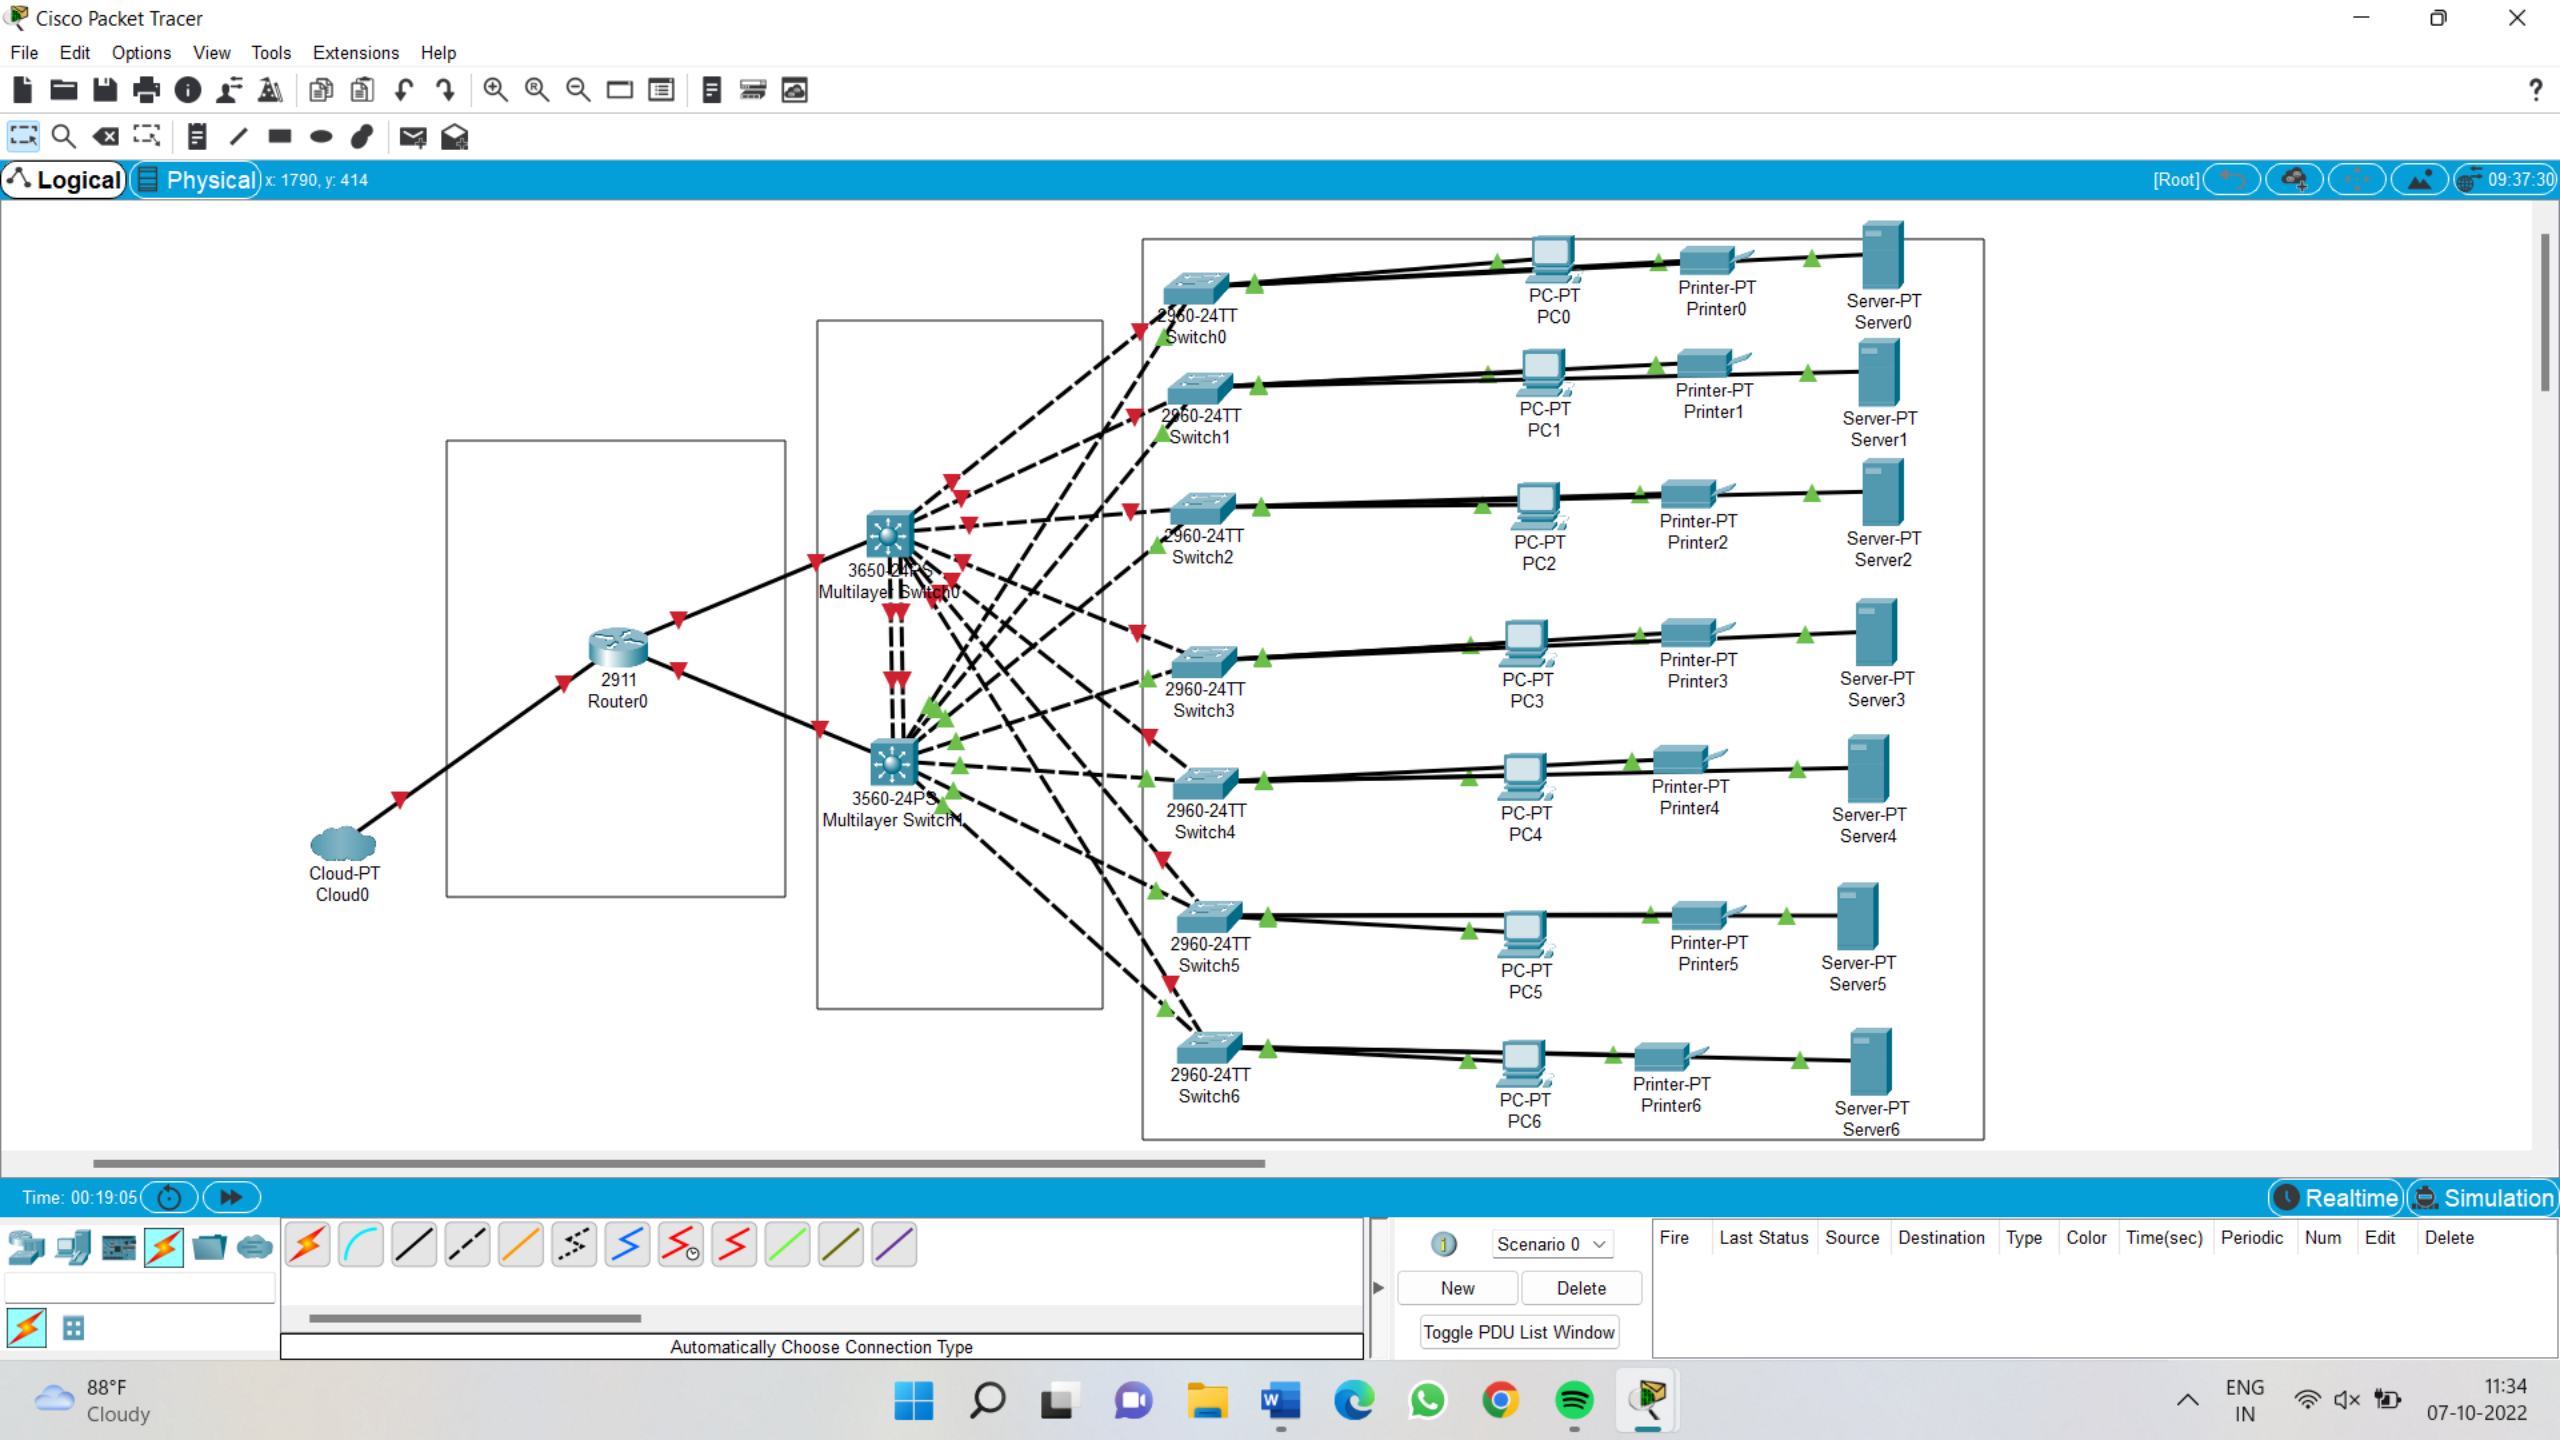 Cisco Packet Tracer
File Edit Options View Tools Extensions Help
?
Logical Physical x: 1790, y: 414 [Root] 09:37:30
PC-PT
PC0
Printer-PT
Printer0
Server-PT
Server0
2960-24TT
Switch0
PC-PT
PC1
Printer-PT
Printer1
Server-PT
Server1
2960-24TT
Switch1
PC-PT
PC2
Printer-PT
Printer2
Server-PT
Server2
2960-24TT
Switch2
3650-24PS
Multilayer Switch0
2911
Router0
PC-PT
PC3
Printer-PT
Printer3
Server-PT
Server3
2960-24TT
Switch3
3560-24PS
Multilayer Switch1
PC-PT
PC4
Printer-PT
Printer4
Server-PT
Server4
2960-24TT
Switch4
Cloud-PT
Cloud0
2960-24TT
Switch5
PC-PT
PC5
Printer-PT
Printer5
Server-PT
Server5
2960-24TT
Switch6
PC-PT
PC6
Printer-PT
Printer6
Server-PT
Server6
Time: 00:19:05 Realtime Simulation
Scenario 0
New Delete
Toggle PDU List Window
Fire Last Status Source Destination Type Color Time(sec) Periodic Num Edit Delete
Automatically Choose Connection Type
88°F
Cloudy
ENG
IN
11:34
07-10-2022